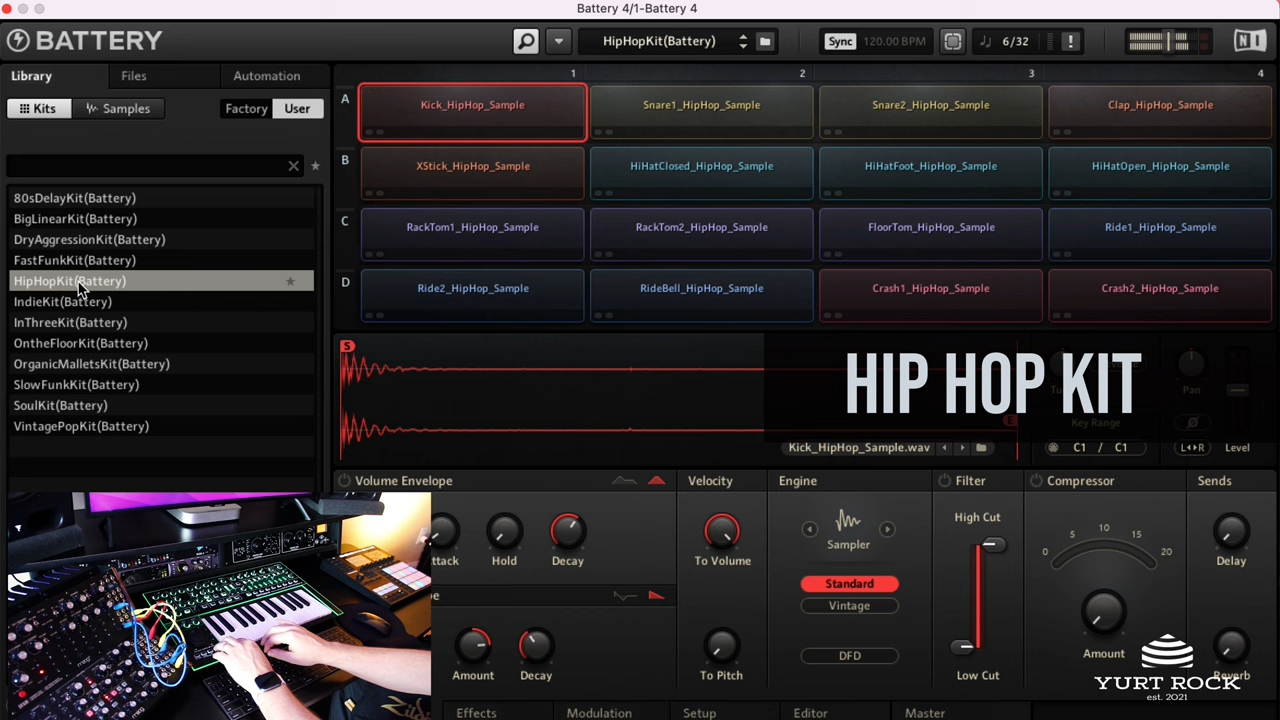 Battery 4/1-Battery 4
BATTERY
HipHopKit(Battery)
Sync 120.00 BPM
6/32
Library Files Automation
Kits Samples Factory User
1 2 3 4
A Kick_HipHop_Sample Snare1_HipHop_Sample Snare2_HipHop_Sample Clap_HipHop_Sample
B XStick_HipHop_Sample HiHatClosed_HipHop_Sample HiHatFoot_HipHop_Sample HiHatOpen_HipHop_Sample
C RackTom1_HipHop_Sample RackTom2_HipHop_Sample FloorTom_HipHop_Sample Ride1_HipHop_Sample
D Ride2_HipHop_Sample RideBell_HipHop_Sample Crash1_HipHop_Sample Crash2_HipHop_Sample
80sDelayKit(Battery)
BigLinearKit(Battery)
DryAggressionKit(Battery)
FastFunkKit(Battery)
HipHopKit(Battery)
IndieKit(Battery)
InThreeKit(Battery)
OntheFloorKit(Battery)
OrganicMalletsKit(Battery)
SlowFunkKit(Battery)
SoulKit(Battery)
VintagePopKit(Battery)
S
HIP HOP KIT
Pan
Key Range
Kick_HipHop_Sample.wav
C1 / C1
Level
Volume Envelope Velocity Engine Filter Compressor Sends
High Cut
Sampler
0 5 10 15 20
Hold Decay To Volume Delay
Standard
Vintage
DFD
Amount Decay To Pitch Low Cut Amount
YURT ROCK
est. 2021
Effects Modulation Setup Editor Master